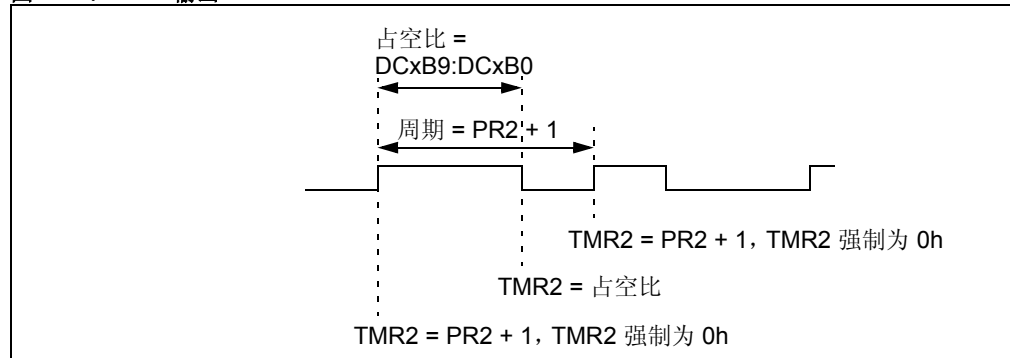 占空比 =
DCxB9:DCxB0
周期 = PR2 + 1
TMR2 = PR2 + 1，TMR2 强制为 0h
TMR2 = 占空比
TMR2 = PR2 + 1，TMR2 强制为 0h